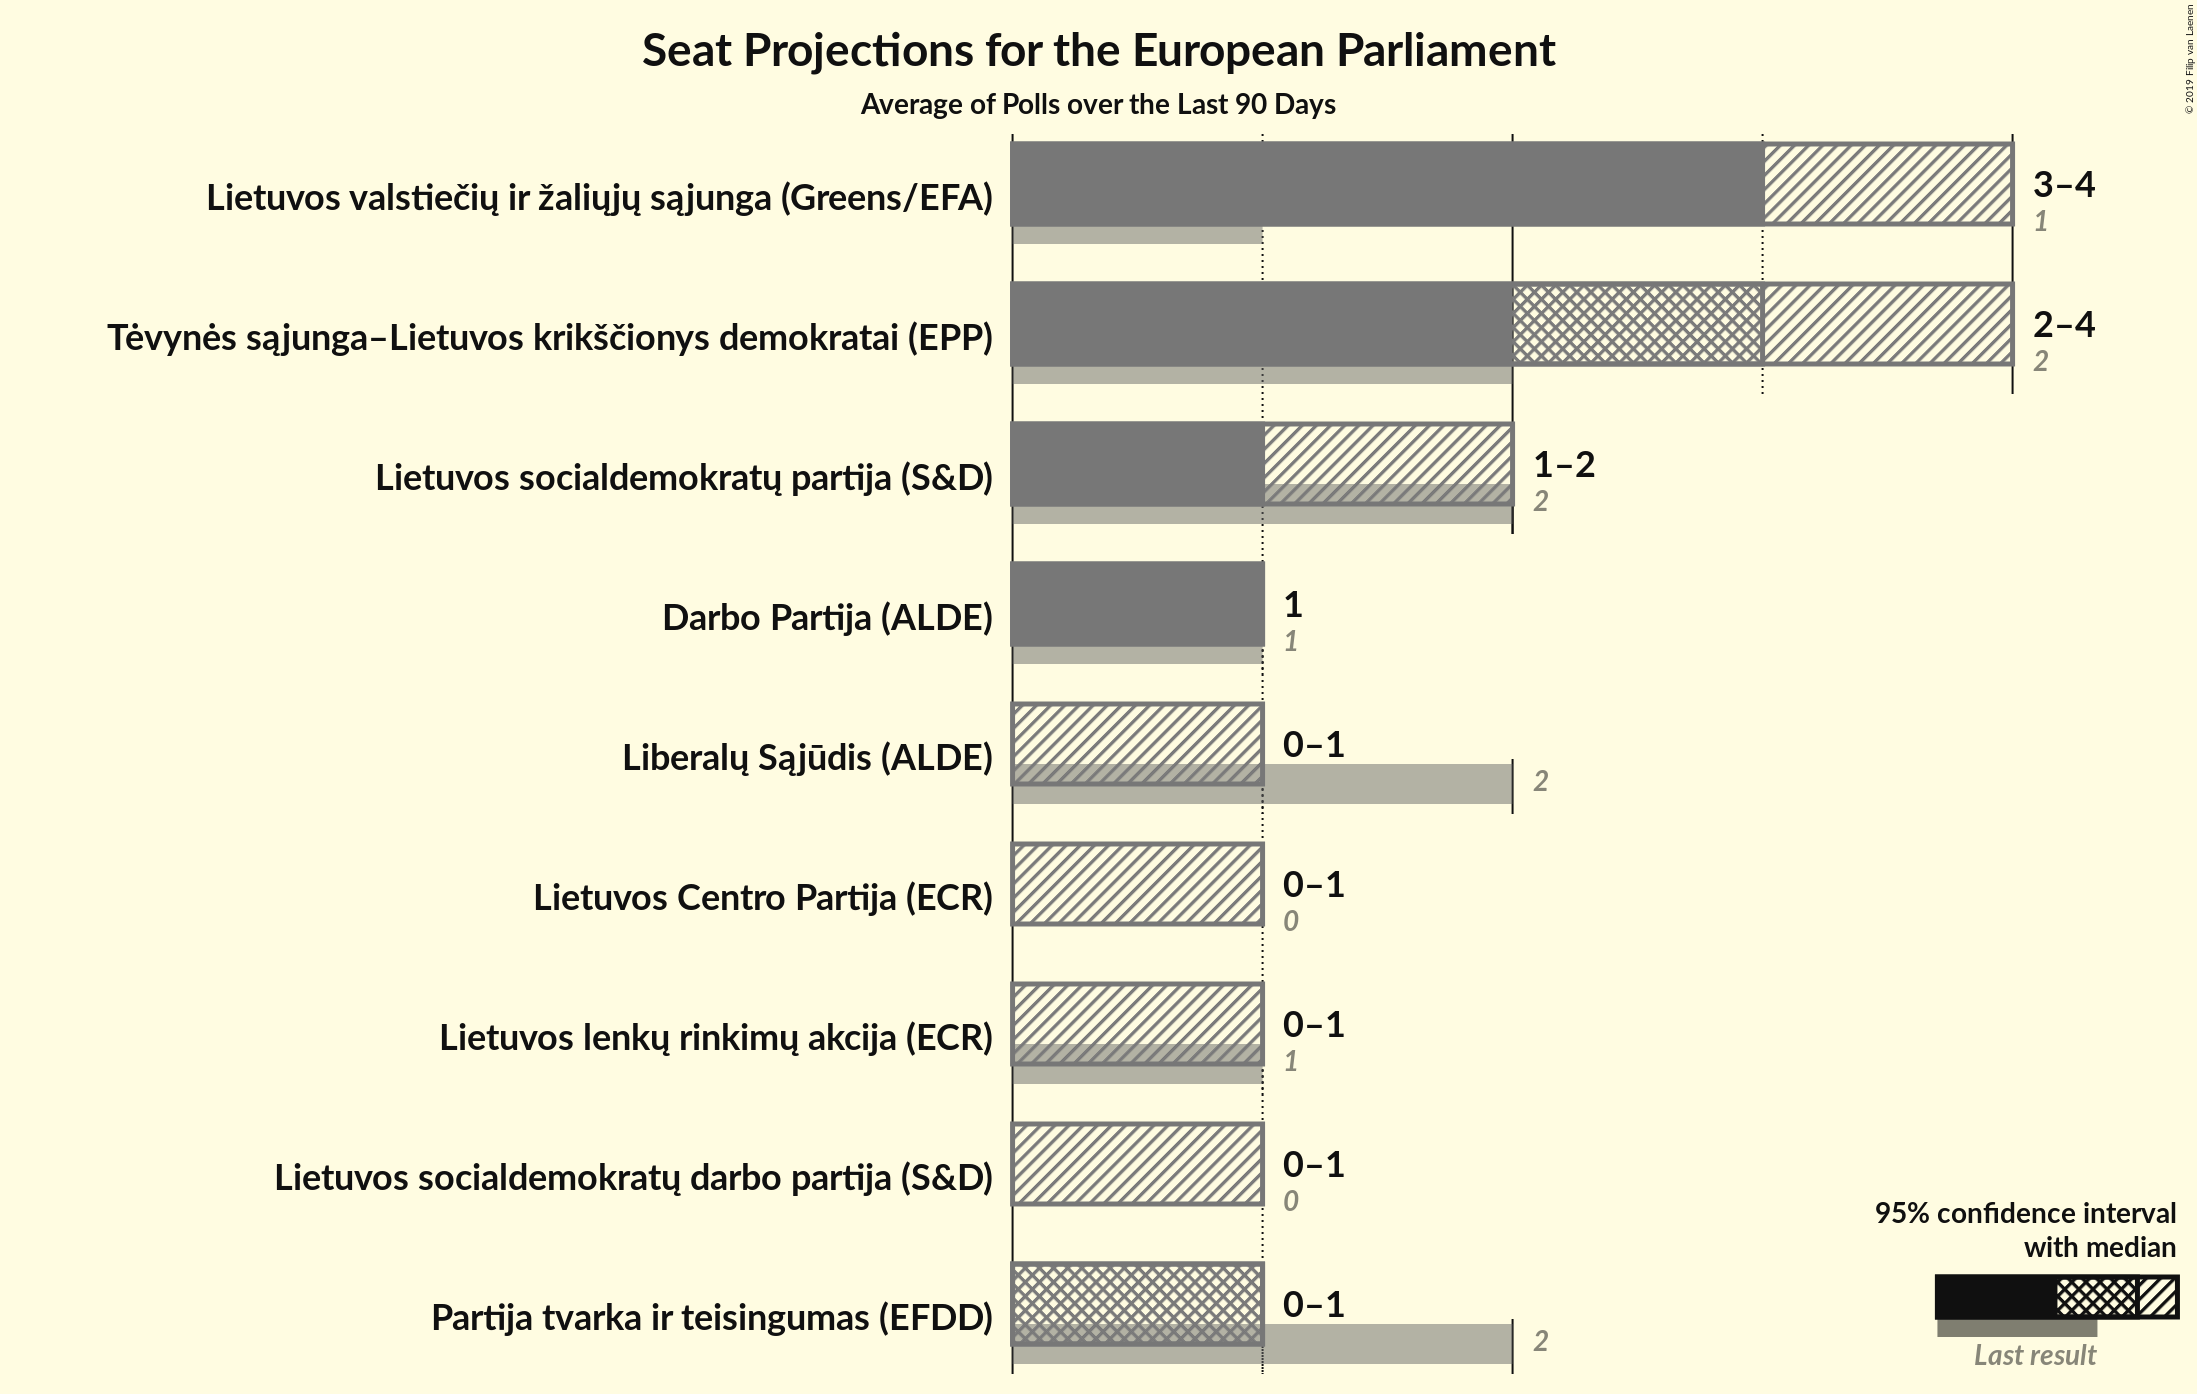 Seat Projections for the European Parliament
Average of Polls over the Last 90 Days
© 2019 Filip van Laenen
Lietuvos valstiečių ir žaliųjų sąjunga (Greens/EFA)
3–4
1
Tėvynės sąjunga–Lietuvos krikščionys demokratai (EPP)
2–4
2
Lietuvos socialdemokratų partija (S&D)
1–2
2
Darbo Partija (ALDE)
1
1
Liberalų Sąjūdis (ALDE)
0–1
2
Lietuvos Centro Partija (ECR)
0–1
0
Lietuvos lenkų rinkimų akcija (ECR)
0–1
1
Lietuvos socialdemokratų darbo partija (S&D)
0–1
0
Partija tvarka ir teisingumas (EFDD)
0–1
2
95% confidence interval
with median
Last result